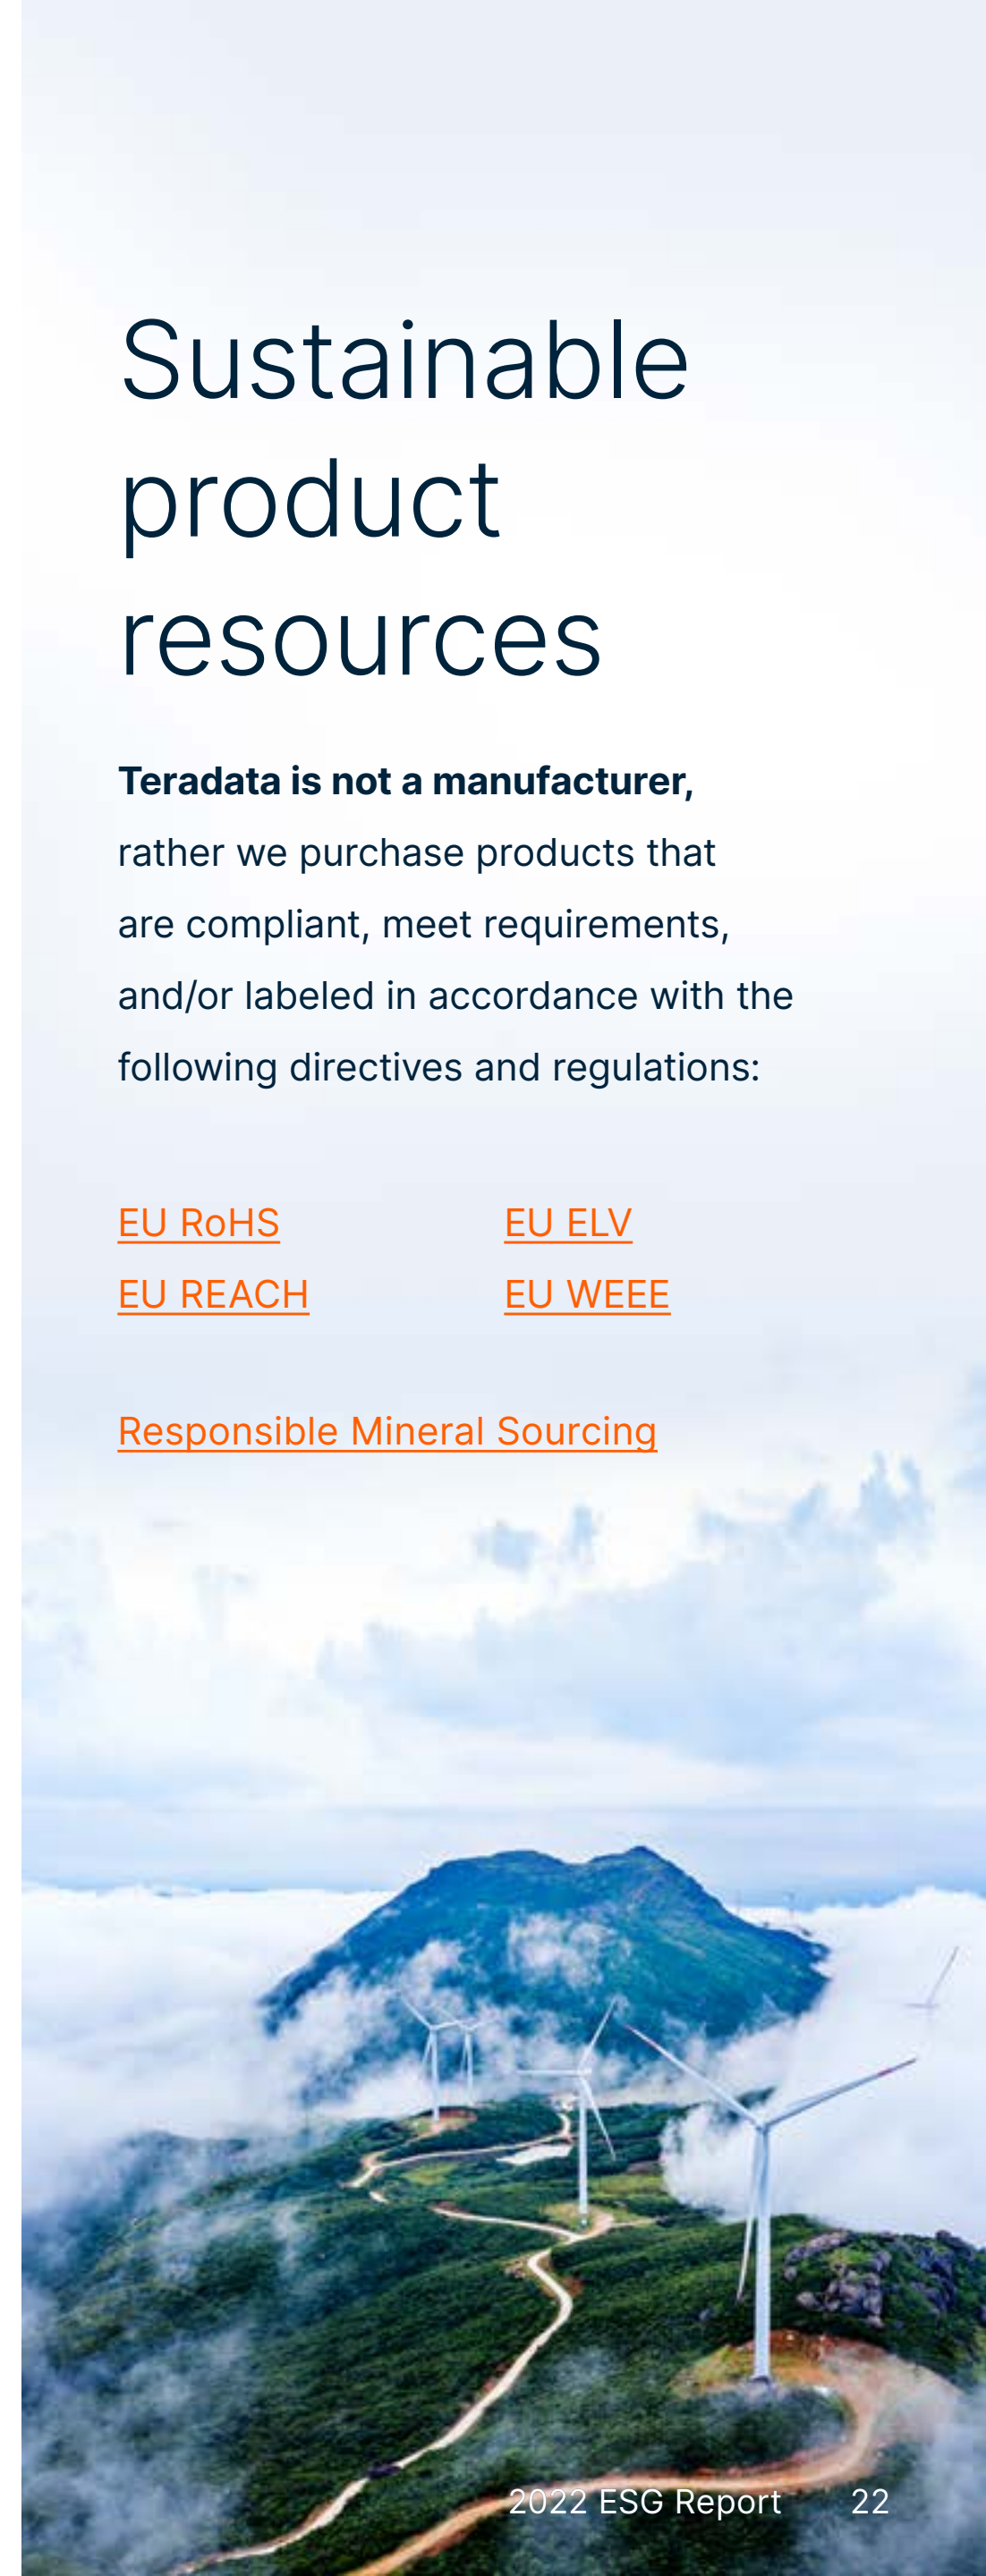 Sustainable
product
resources
Teradata is not a manufacturer,
rather we purchase products that
are compliant, meet requirements,
and/or labeled in accordance with the
following directives and regulations:
EU RoHS
EU ELV
EU REACH
EU WEEE
Responsible Mineral Sourcing
2022 ESG Report 22